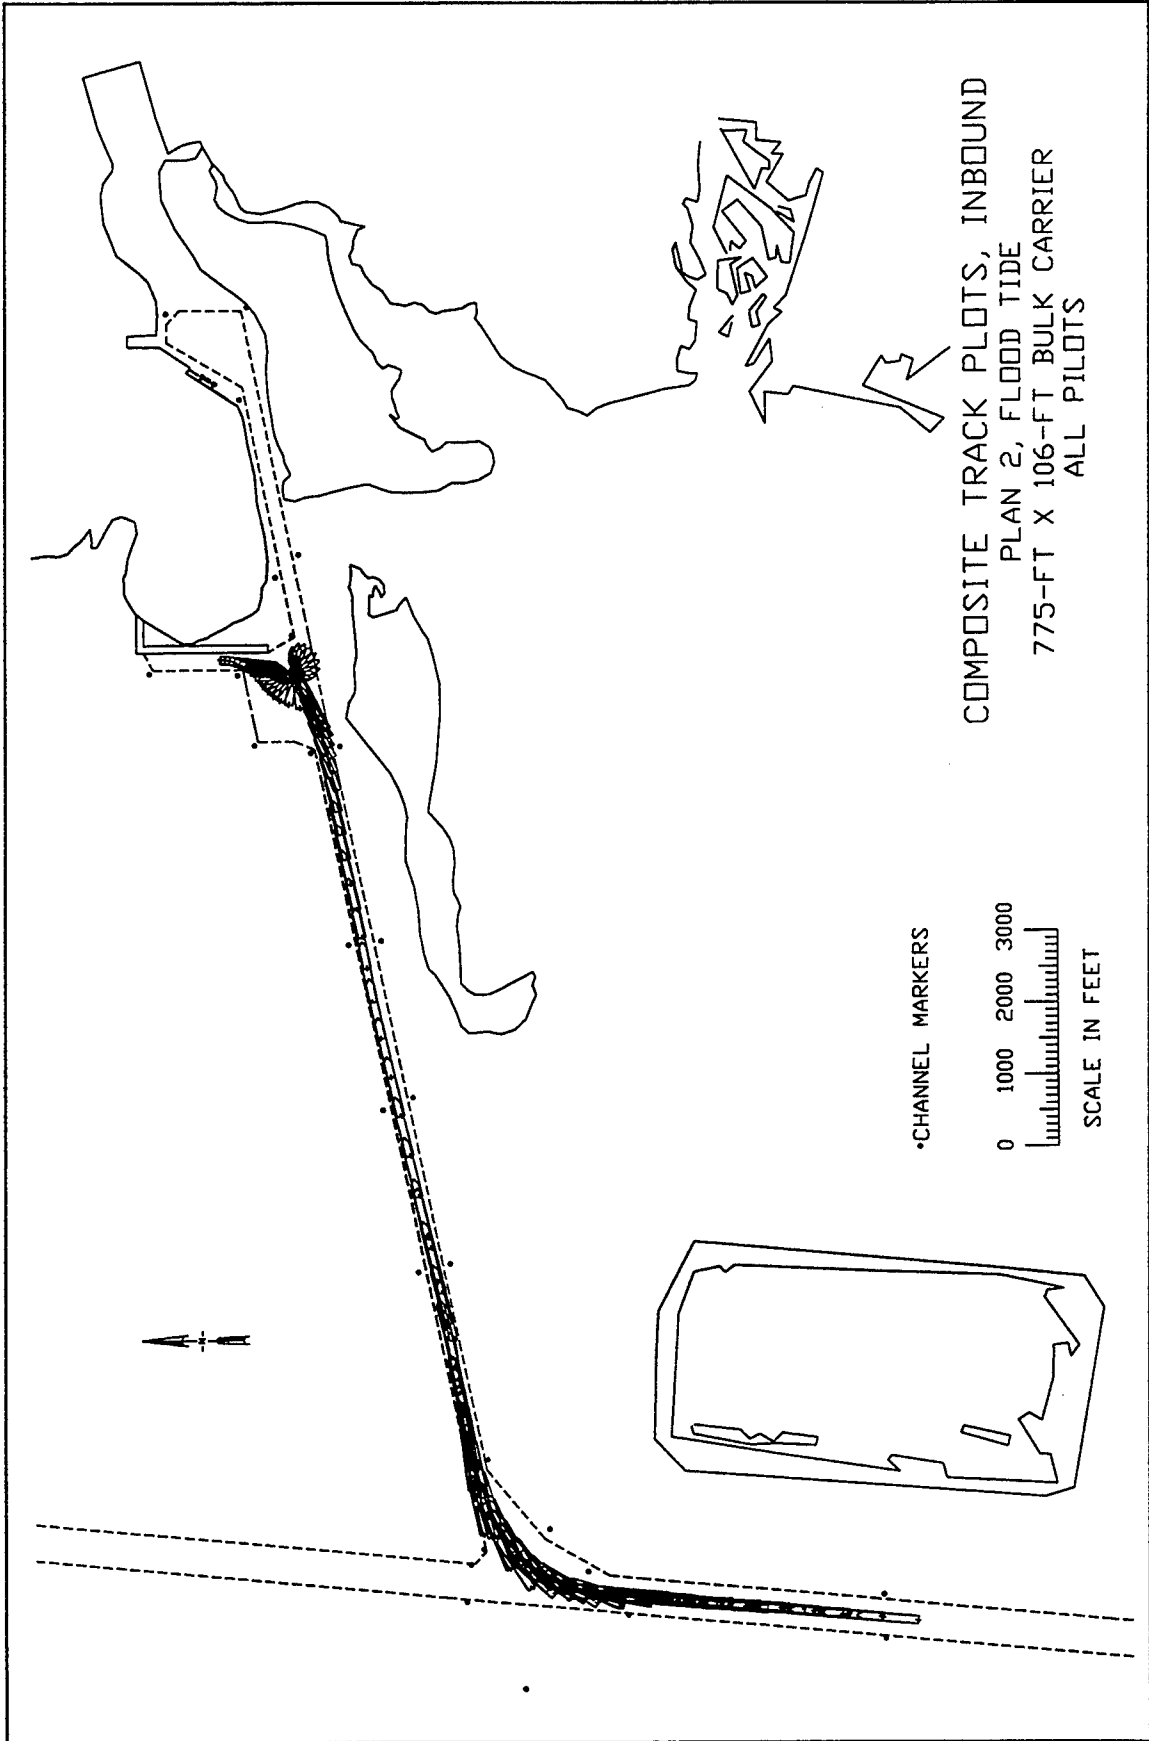 COMPOSITE TRACK PLOTS, INBOUND
PLAN 2, FLOOD TIDE
775-FT X 106-FT BULK CARRIER
ALL PILOTS
•CHANNEL MARKERS
0 1000 2000 3000
SCALE IN FEET